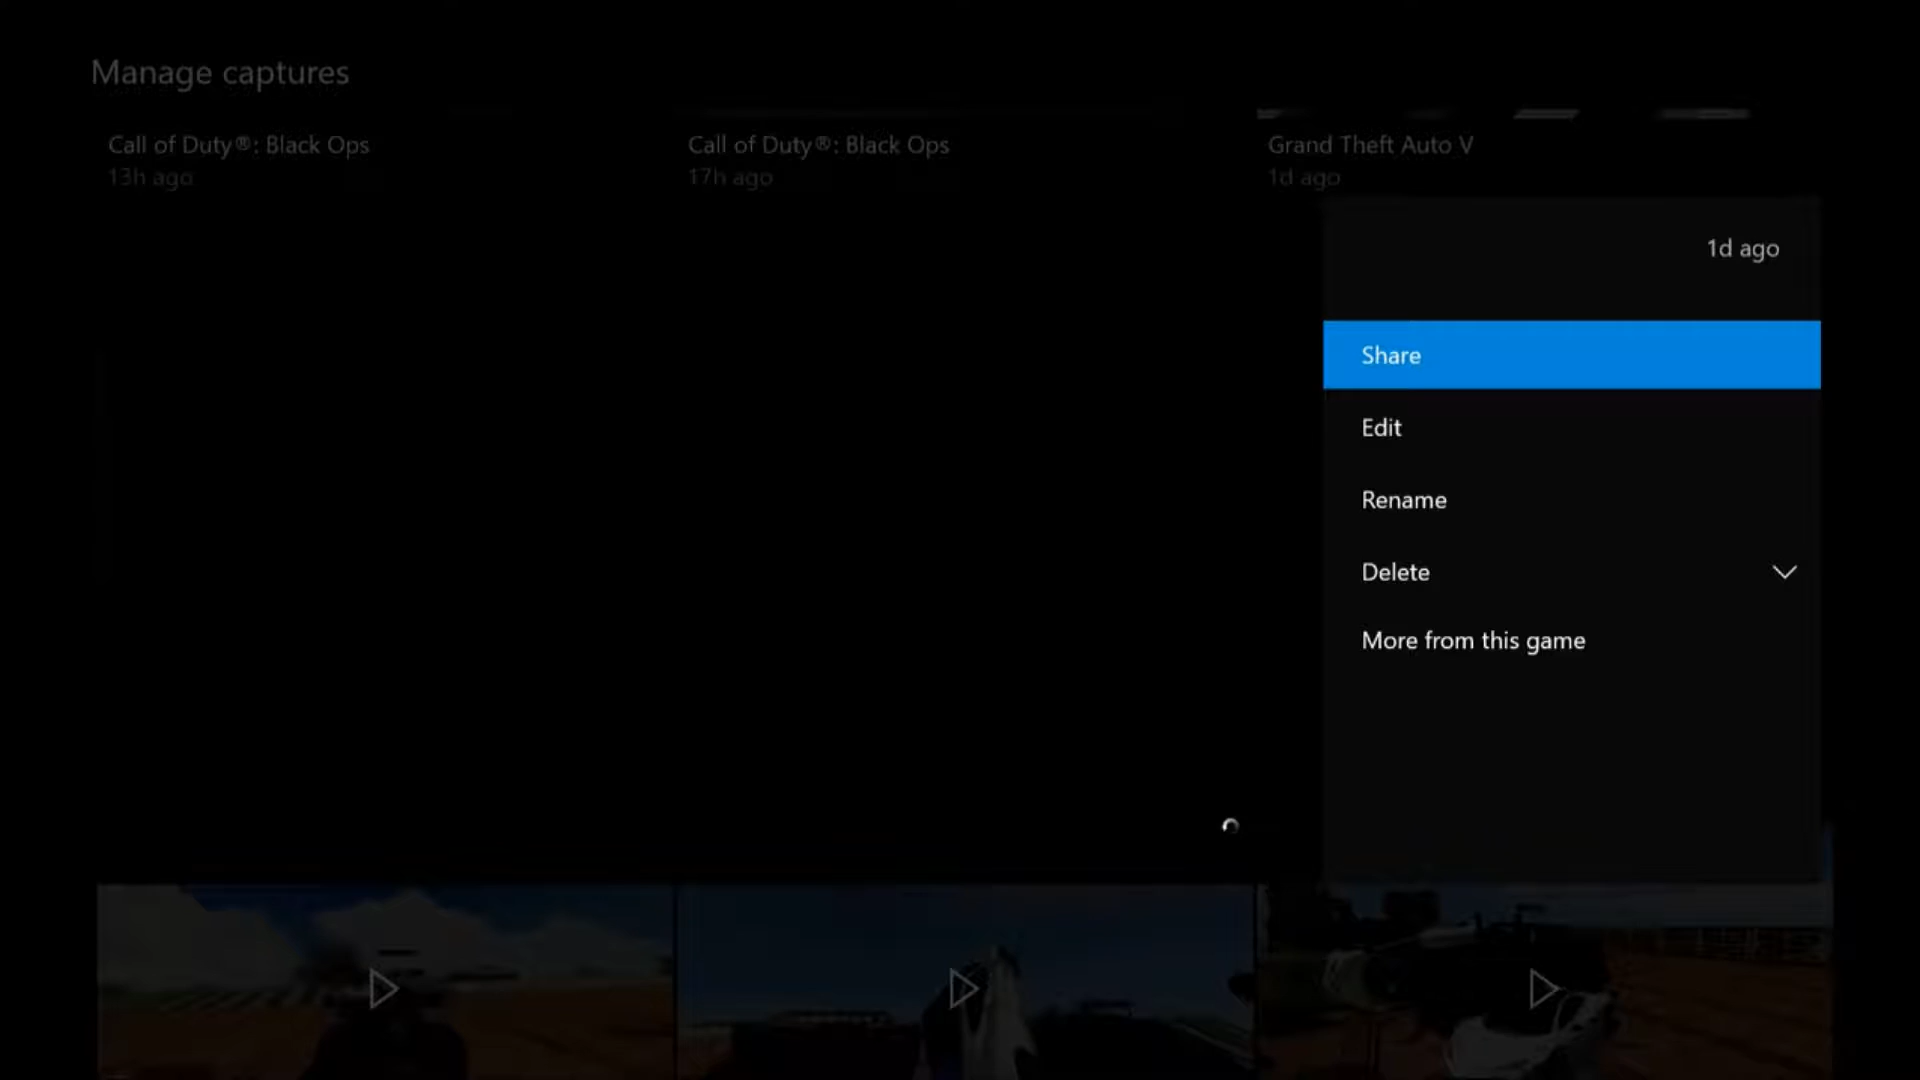 Manage captures
Call of Duty®: Black Ops
13h ago
Call of Duty®: Black Ops
17h ago
Grand Theft Auto V
1d ago
1d ago
Share
Edit
Rename
Delete
More from this game